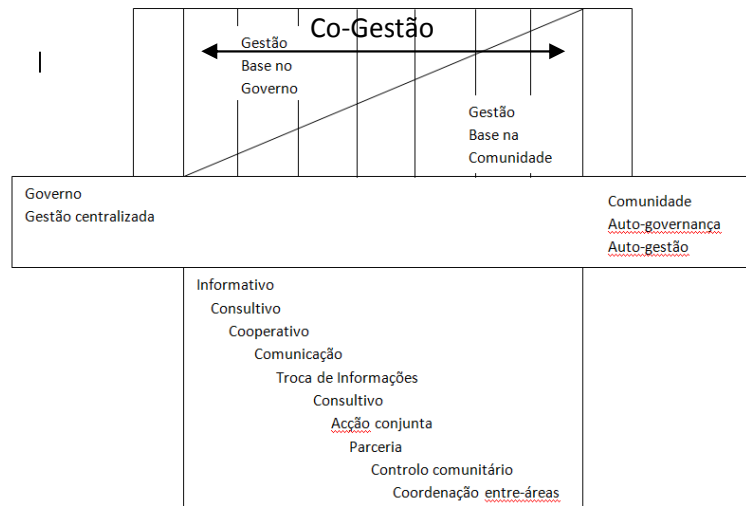 Co-Gestão
Gestão
Base no
Governo
Gestão
Base na
Comunidade
Governo
Gestão centralizada
Comunidade
Auto-governança
Auto-gestão
Informativo
Consultivo
Cooperativo
Comunicação
Troca de Informações
Consultivo
Acção conjunta
Parceria
Controlo comunitário
Coordenação entre-áreas